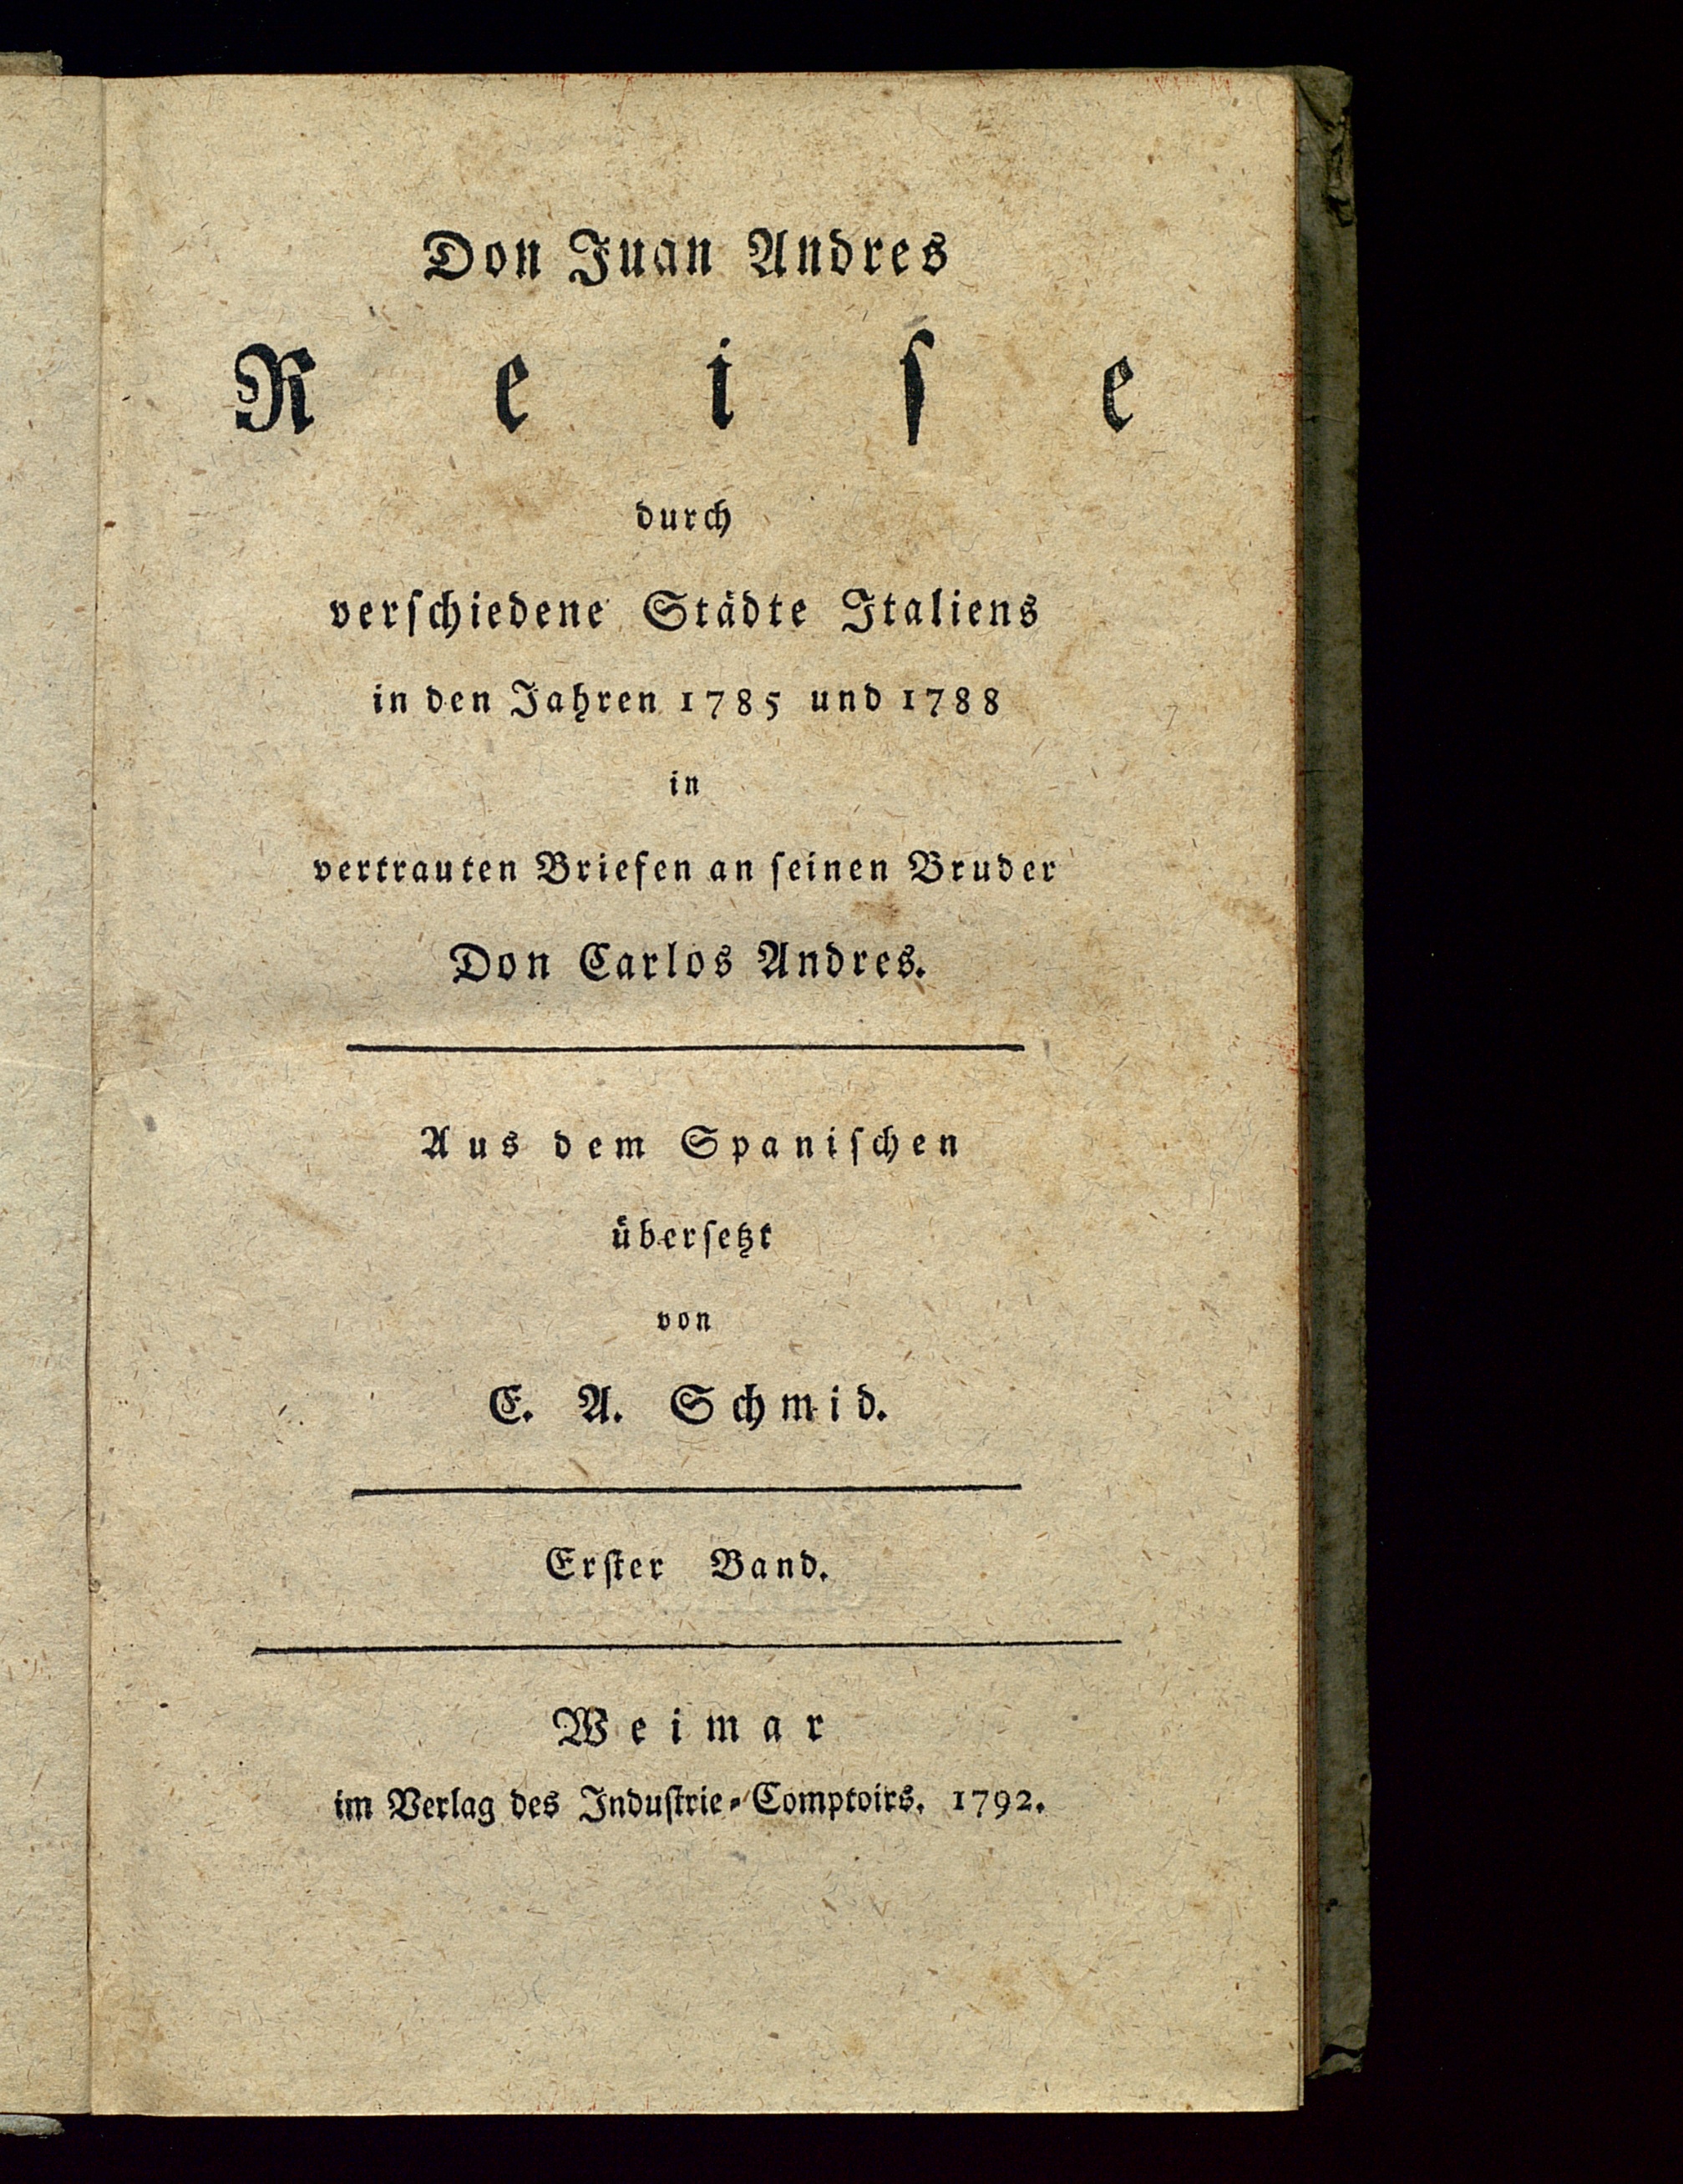 Don Juan Andres
Reiſe
durch
verſchiedene Städte Italiens
in den Jahren 1785 und 1788
in
vertrauten Briefen an ſeinen Bruder
Don Carlos Andres.
Aus dem Spaniſchen
überſetzt
von
E. A. Schmid.
Erſter Band.
Weimar
im Verlag des Induſtrie-Comptoirs. 1792.